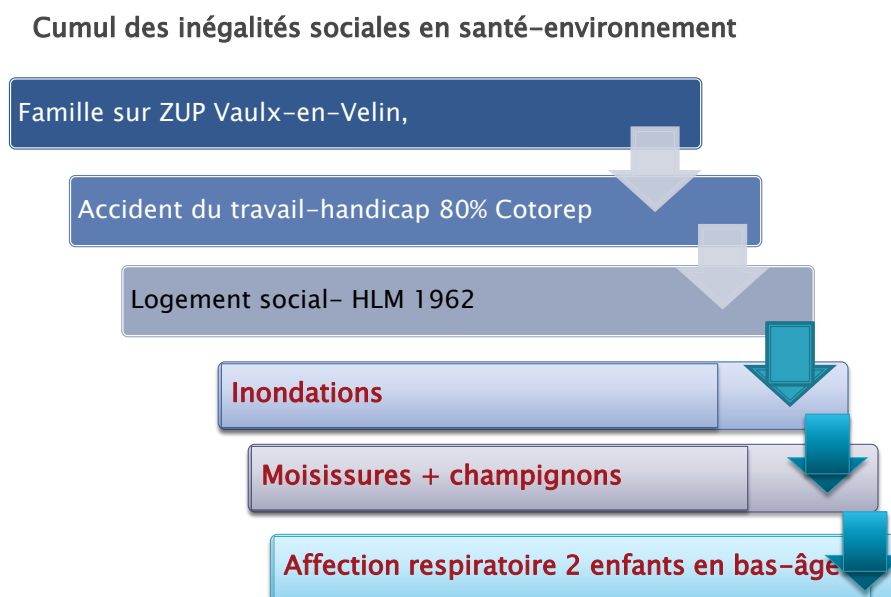 Cumul des inégalités sociales en santé-environnement
Famille sur ZUP Vaulx-en-Velin,
Accident du travail-handicap 80% Cotorep
Logement social- HLM 1962
Inondations
Moisissures + champignons
Affection respiratoire 2 enfants en bas-âge